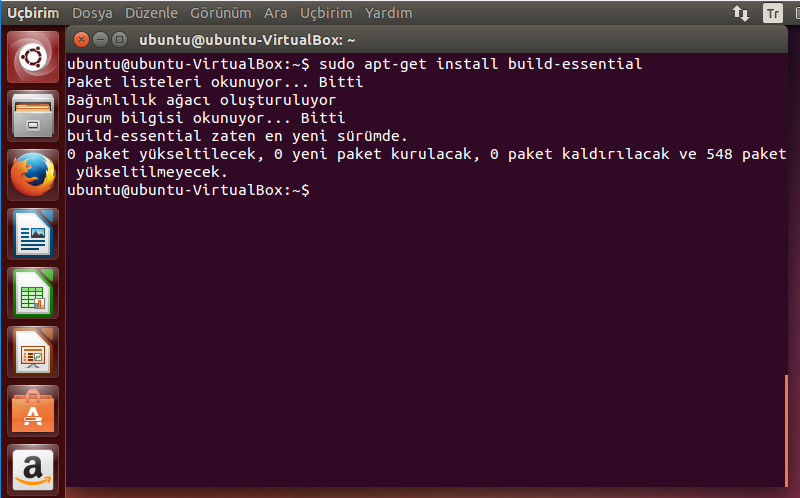 Uçbirim Dosya Düzenle Görünüm Ara Uçbirim Yardım Tr
ubuntu@ubuntu-VirtualBox: ~
ubuntu@ubuntu-VirtualBox:~$ sudo apt-get install build-essential
Paket listeleri okunuyor... Bitti
Bağımlılık ağacı oluşturuluyor
Durum bilgisi okunuyor... Bitti
build-essential zaten en yeni sürümde.
0 paket yükseltilecek, 0 yeni paket kurulacak, 0 paket kaldırılacak ve 548 paket
yükseltilmeyecek.
ubuntu@ubuntu-VirtualBox:~$
a